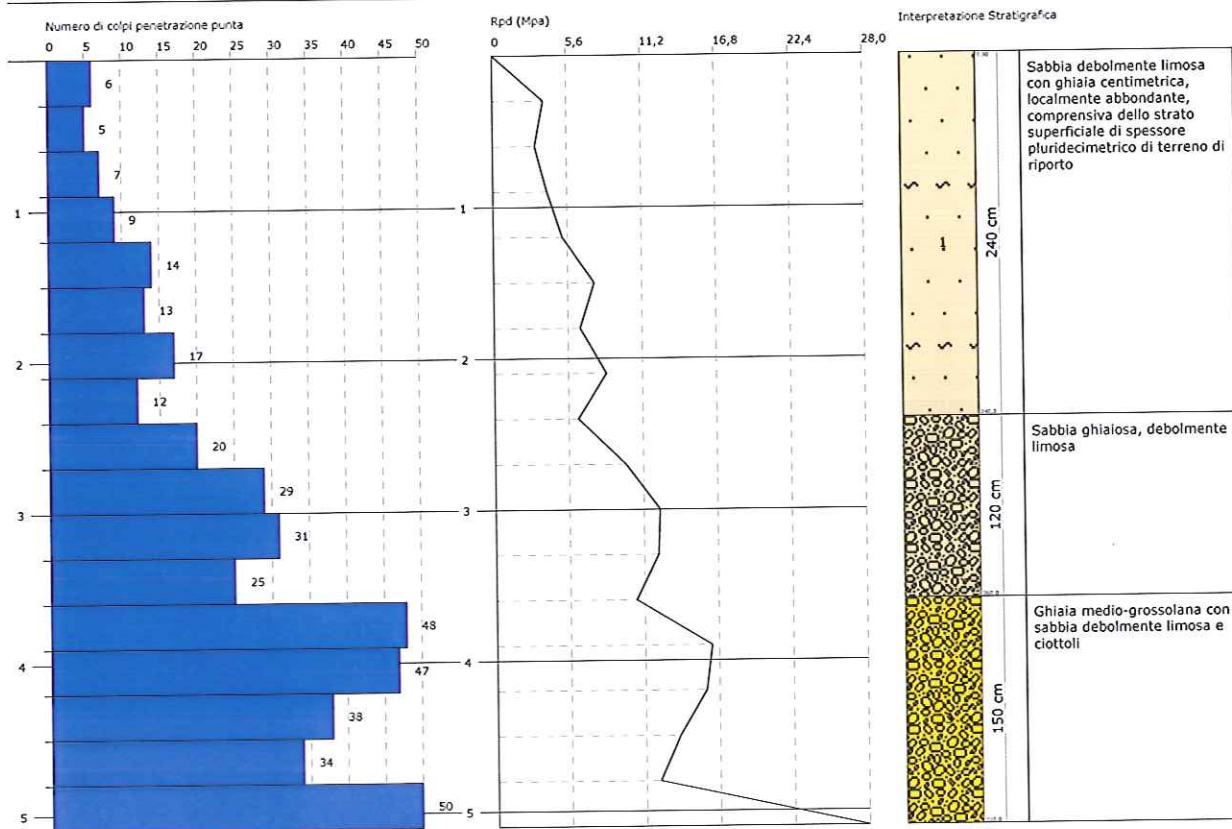 Numero di colpi penetrazione punta
0 5 10 15 20 25 30 35 40 45 50
6
5
7
1
9
14
13
17
2
12
20
29
3
31
25
48
4
47
38
34
50
5
Rpd (Mpa)
0 5,6 11,2 16,8 22,4 28,0
1
2
3
4
5
Interpretazione Stratigrafica
1
240 cm
Sabbia debolmente limosa
con ghiaia centimetrica,
localmente abbondante,
comprensiva dello strato
superficiale di spessore
pluridecimetrico di terreno di
riporto
120 cm
Sabbia ghiaiosa, debolmente
limosa
150 cm
Ghiaia medio-grossolana con
sabbia debolmente limosa e
ciottoli